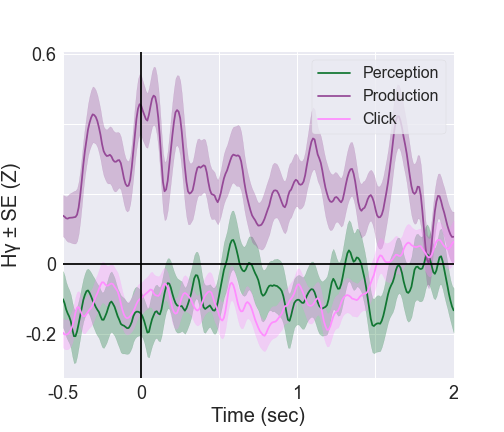 0.6
Perception
Production
Click
Hγ ± SE (Z)
0
-0.2
-0.5
0
1
2
Time (sec)